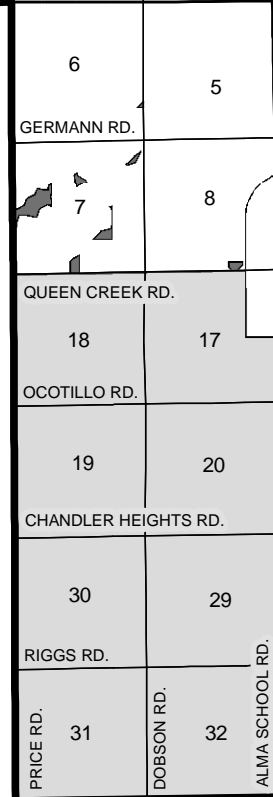 6
5
GERMANN RD.
7
8
QUEEN CREEK RD.
18
17
OCOTILLO RD.
19
20
CHANDLER HEIGHTS RD.
30
29
RIGGS RD.
PRICE RD.
31
DOBSON RD.
32
ALMA SCHOOL RD.